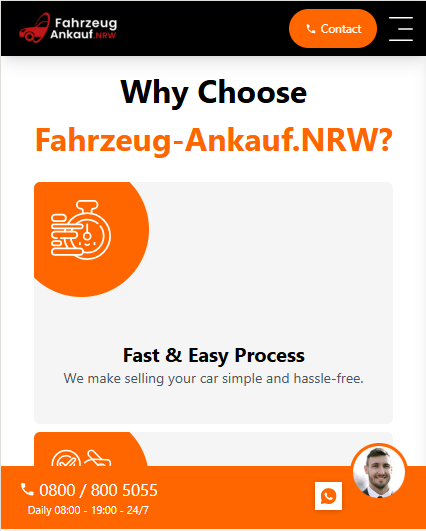 Fahrzeug
Ankauf.NRW
Contact
Why Choose
Fahrzeug-Ankauf.NRW?
Fast & Easy Process
We make selling your car simple and hassle-free.
0800 / 800 5055
Daily 08:00 - 19:00 - 24/7